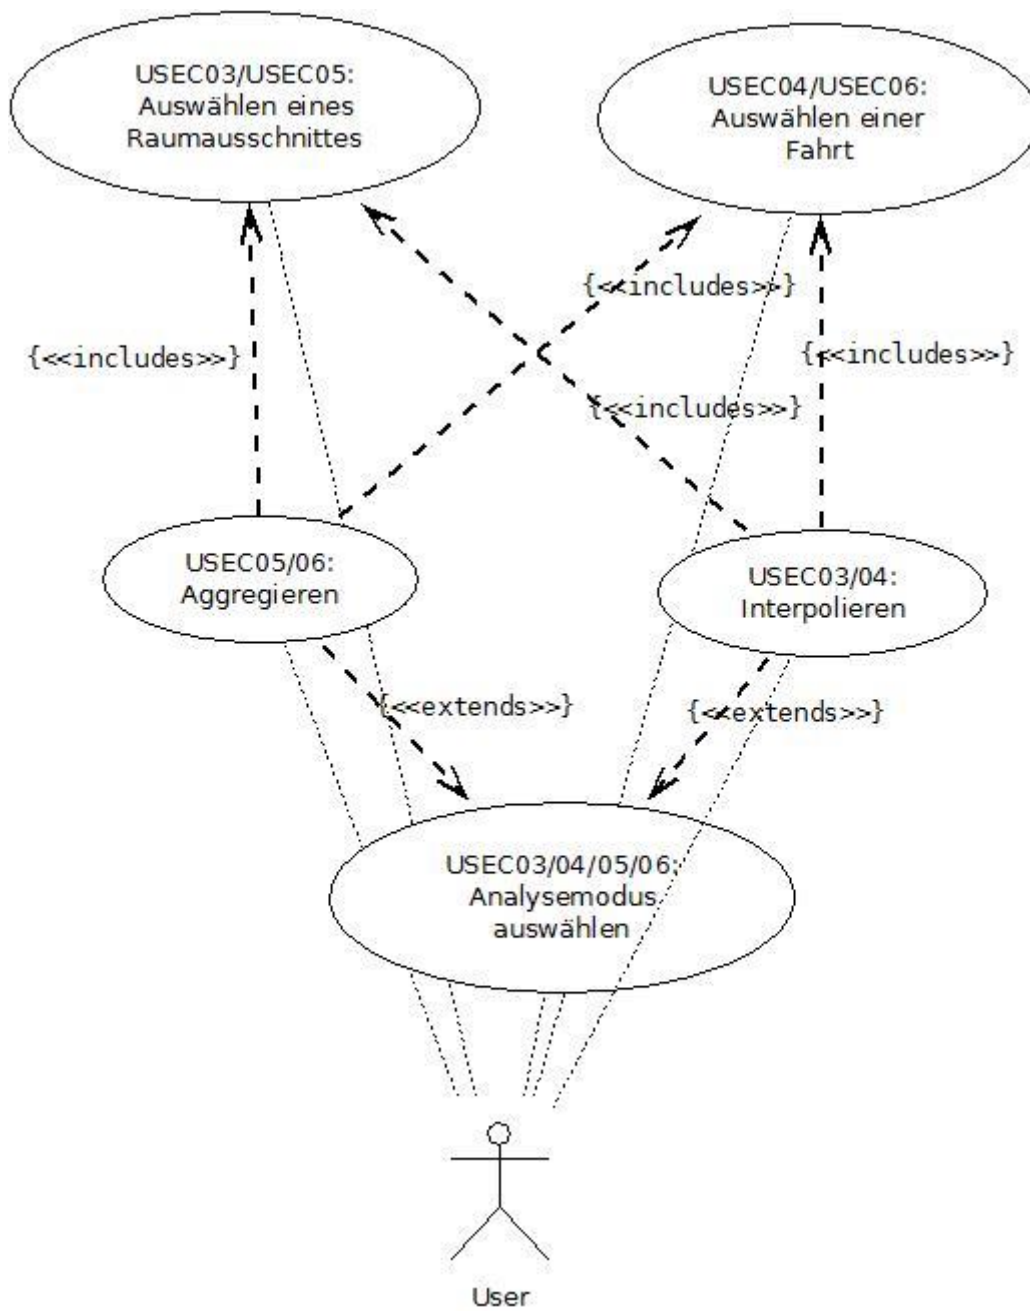 USEC03/USEC05:
Auswählen eines
Raumausschnittes
USEC04/USEC06:
Auswählen einer
Fahrt
{<<includes>>}
{<<includes>>}
{<<includes>>}
{<<includes>>}
USEC05/06:
Aggregieren
USEC03/04:
Interpolieren
{<<extends>>}
{<<extends>>}
USEC03/04/05/06:
Analysemodus
auswählen
User